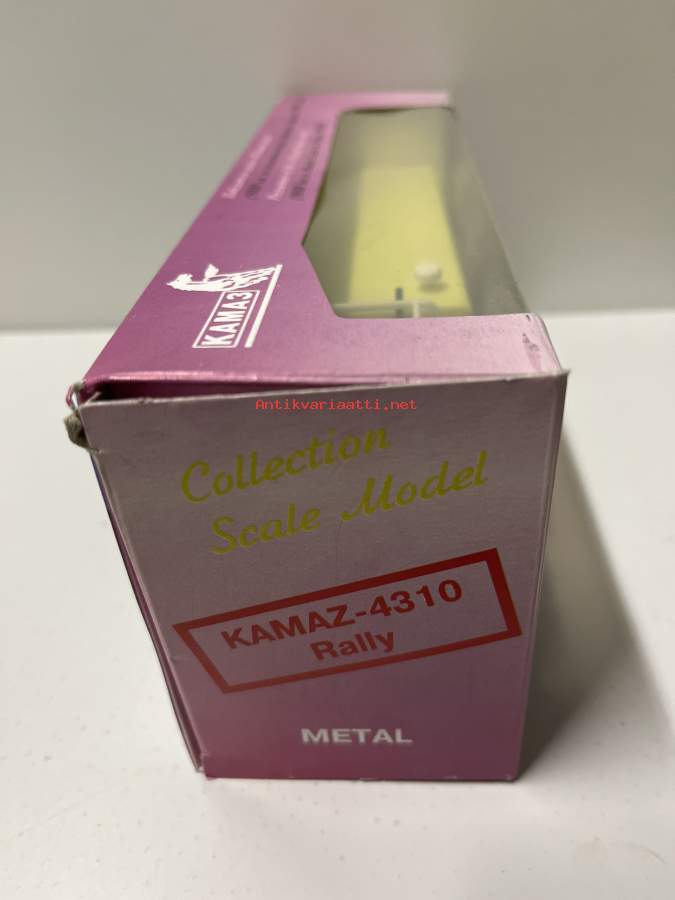 КАМАЗ
Antikvariaatti.net
Collection
Scale Model
KAMAZ-4310
Rally
METAL